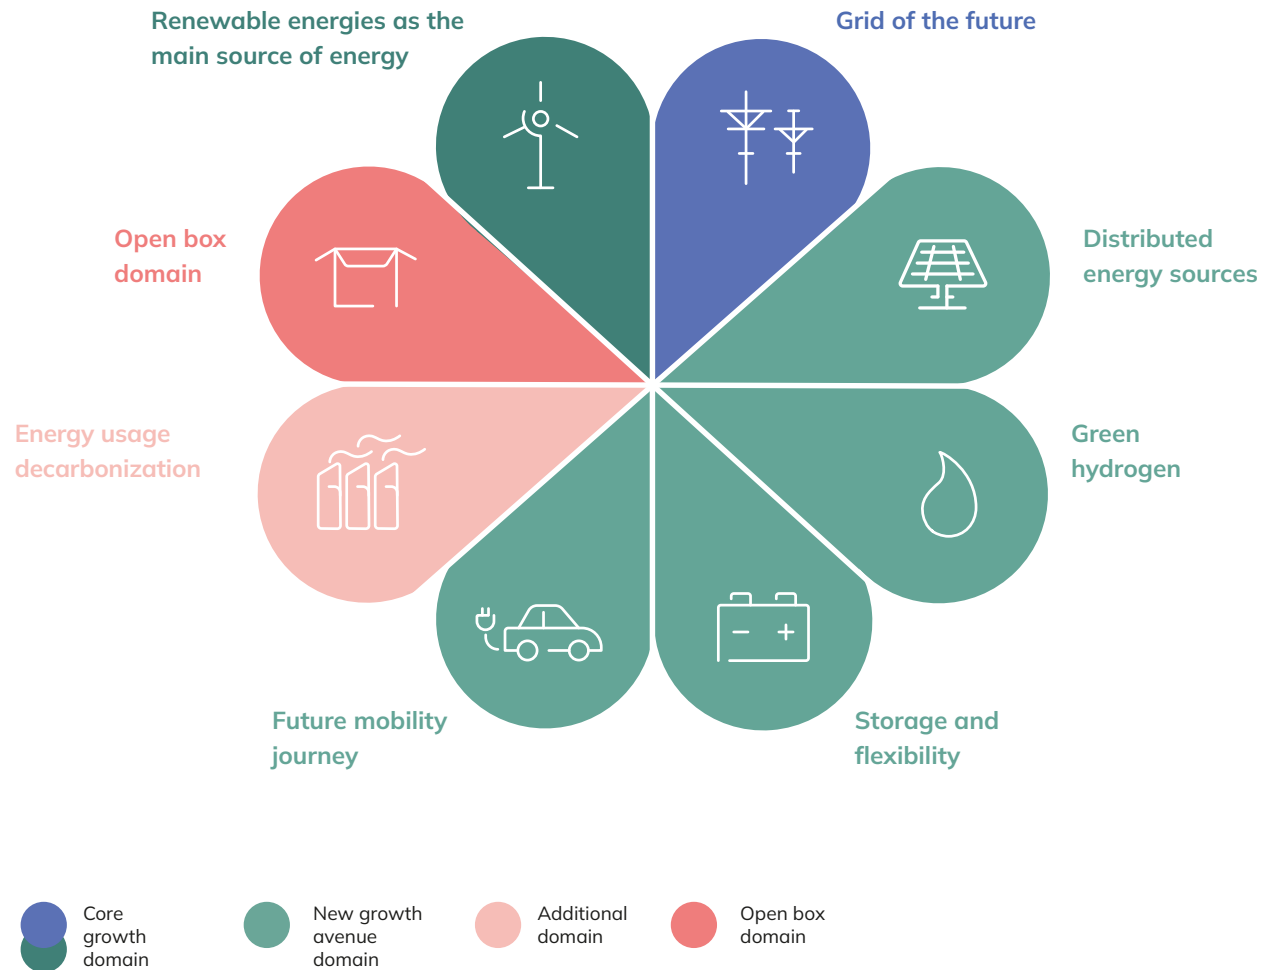 Renewable energies as the
main source of energy
Grid of the future
Open box
domain
Distributed
energy sources
Energy usage
decarbonization
Green
hydrogen
Future mobility
journey
Storage and
flexibility
Core
growth
domain
New growth
avenue
domain
Additional
domain
Open box
domain